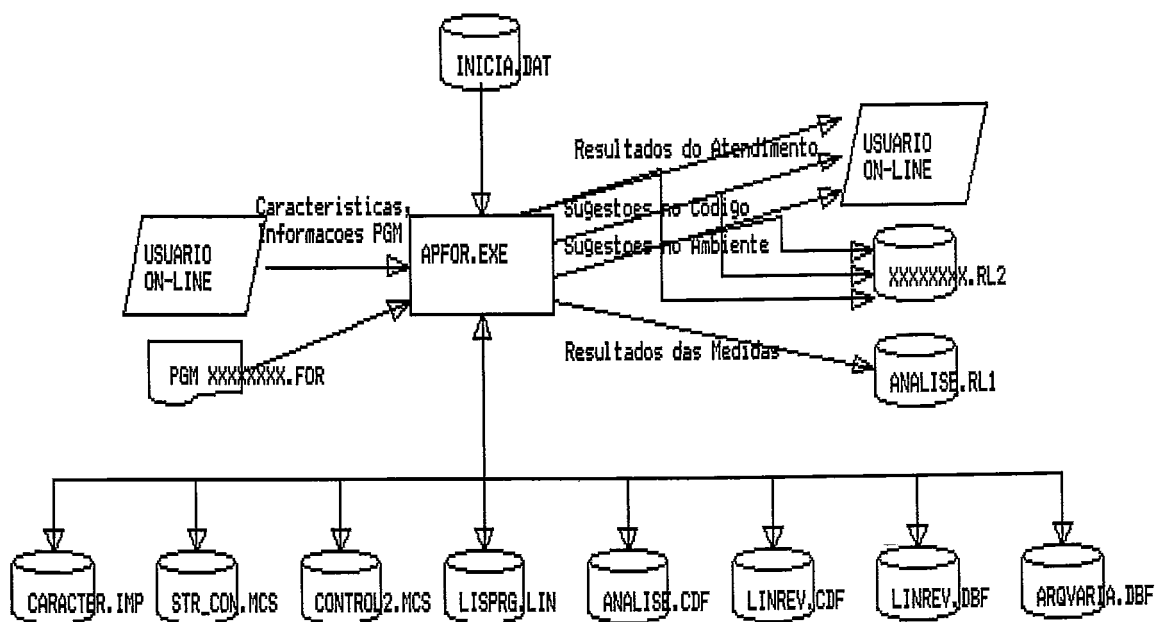 INICIA.DAT
Resultados do Atendimento
USUARIO
ON-LINE
Caracteristicas,
Informacoes PGM
Sugestoes no Código
Sugestoes no Ambiente
USUARIO
ON-LINE
APFOR.EXE
XXXXXXXX.RL2
Resultados das Medidas
PGM XXXXXXXX.FOR
ANALISE.RL1
CARACTER.IMP
STR_CON.MCS
CONTROL2.MCS
LISPRG.LIN
ANALISE.CDF
LINREV.CDF
LINREV.DBF
ARQVARIA.DBF